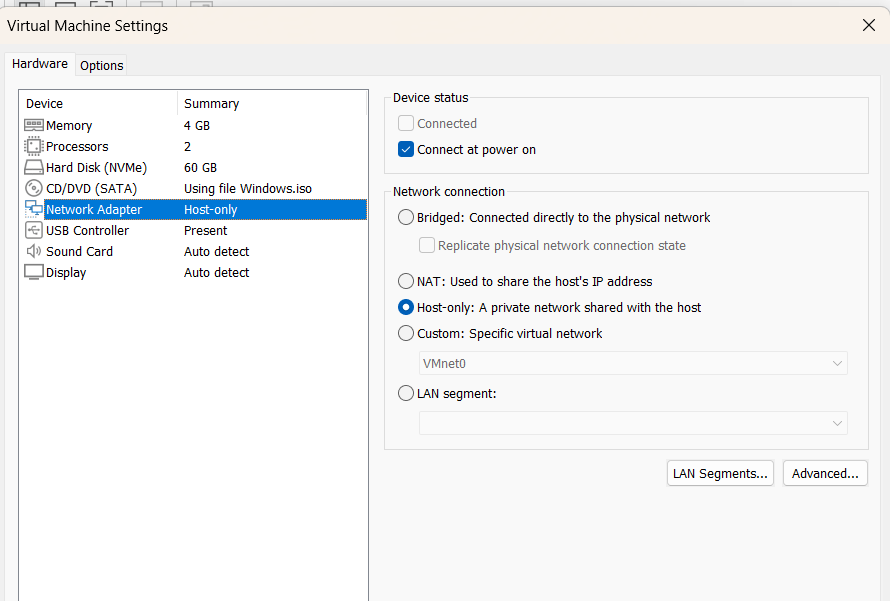 Virtual Machine Settings
Hardware
Options
Device Summary
Memory 4 GB
Processors 2
Hard Disk (NVMe) 60 GB
CD/DVD (SATA) Using file Windows.iso
Network Adapter Host-only
USB Controller Present
Sound Card Auto detect
Display Auto detect
Device status
Connected
Connect at power on
Network connection
Bridged: Connected directly to the physical network
Replicate physical network connection state
NAT: Used to share the host's IP address
Host-only: A private network shared with the host
Custom: Specific virtual network
VMnet0
LAN segment:
LAN Segments... Advanced...